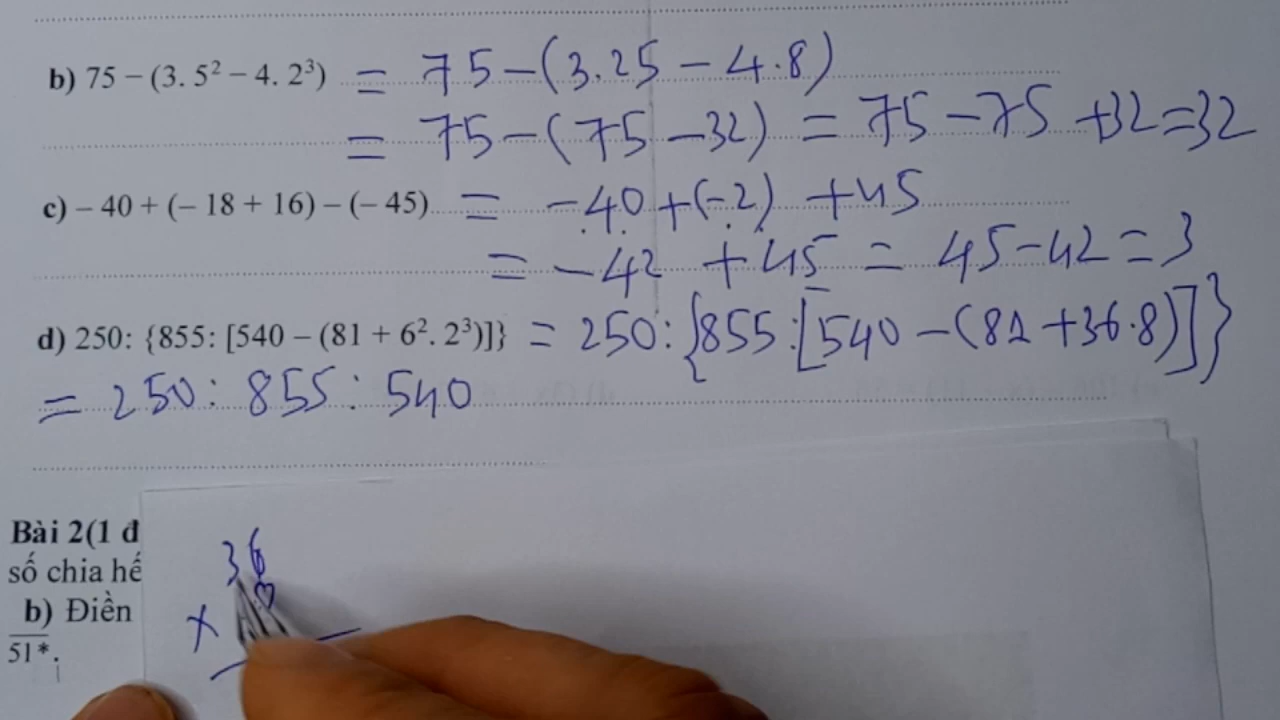 b) 75 – (3. 5² – 4. 2³) = 75 – (3.25 – 4.8)
= 75 – (75 – 32) = 75 – 75 + 32 = 32
c) – 40 + (– 18 + 16) – (– 45) = – 40 + (-2) + 45
= – 42 + 45 = 45 – 42 = 3
d) 250: {855: [540 – (81 + 6². 2³)]} = 250 : {855 : [540 – (81 + 36.8)]}
= 250 : 855 : 540
Bài 2(1 đ
số chia hế
b) Điền
51*.
36
x 8